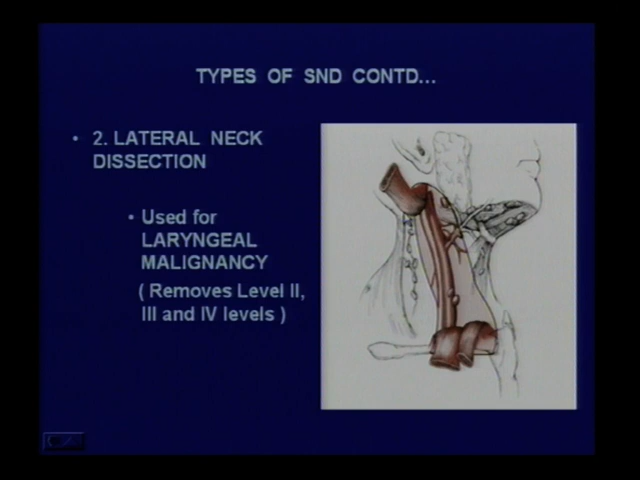 TYPES OF SND CONTD...
• 2. LATERAL NECK
DISSECTION
• Used for
LARYNGEAL
MALIGNANCY
( Removes Level II,
III and IV levels )